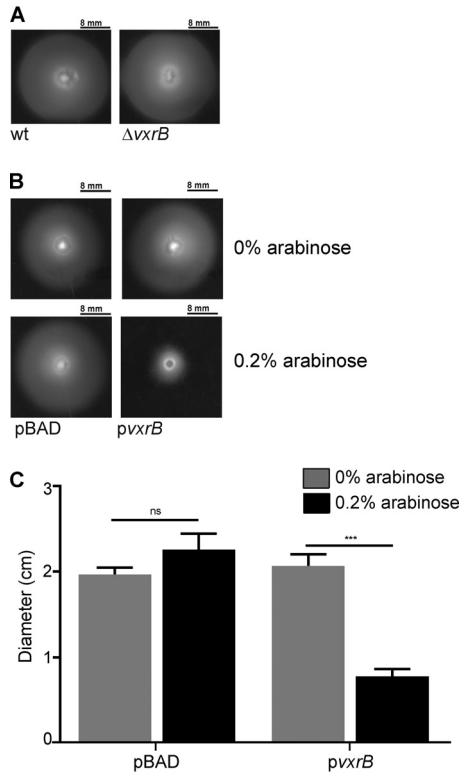 A
8 mm 8 mm
wt ΔvxrB
B
8 mm 8 mm
0% arabinose
8 mm 8 mm
0.2% arabinose
pBAD pvxrB
C
0% arabinose
0.2% arabinose
3
ns
***
2
Diameter (cm)
1
0
pBAD pvxrB